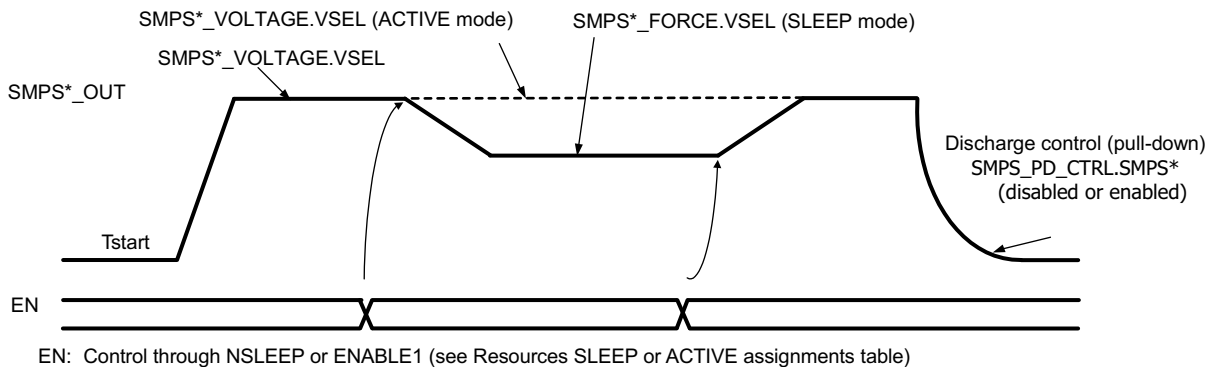 SMPS*_VOLTAGE.VSEL (ACTIVE mode)
SMPS*_FORCE.VSEL (SLEEP mode)
SMPS*_VOLTAGE.VSEL
SMPS*_OUT
Discharge control (pull-down)
SMPS_PD_CTRL.SMPS*
(disabled or enabled)
Tstart
EN
EN: Control through NSLEEP or ENABLE1 (see Resources SLEEP or ACTIVE assignments table)